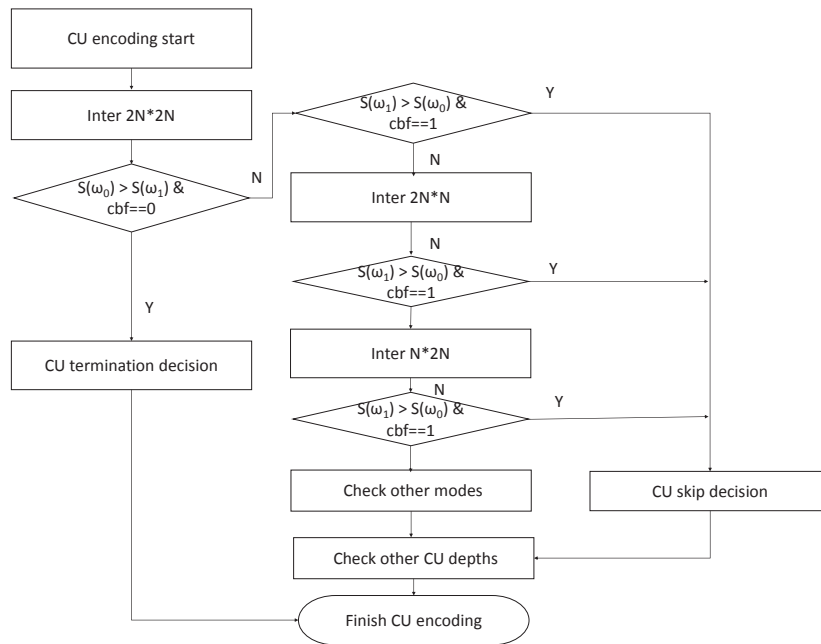 CU encoding start
Inter 2N*2N
S(ω₀) > S(ω₁) &
cbf==0
N
Y
CU termination decision
S(ω₁) > S(ω₀) &
cbf==1
Y
N
Inter 2N*N
N
S(ω₁) > S(ω₀) &
cbf==1
Y
Inter N*2N
N
S(ω₁) > S(ω₀) &
cbf==1
Y
Check other modes
CU skip decision
Check other CU depths
Finish CU encoding